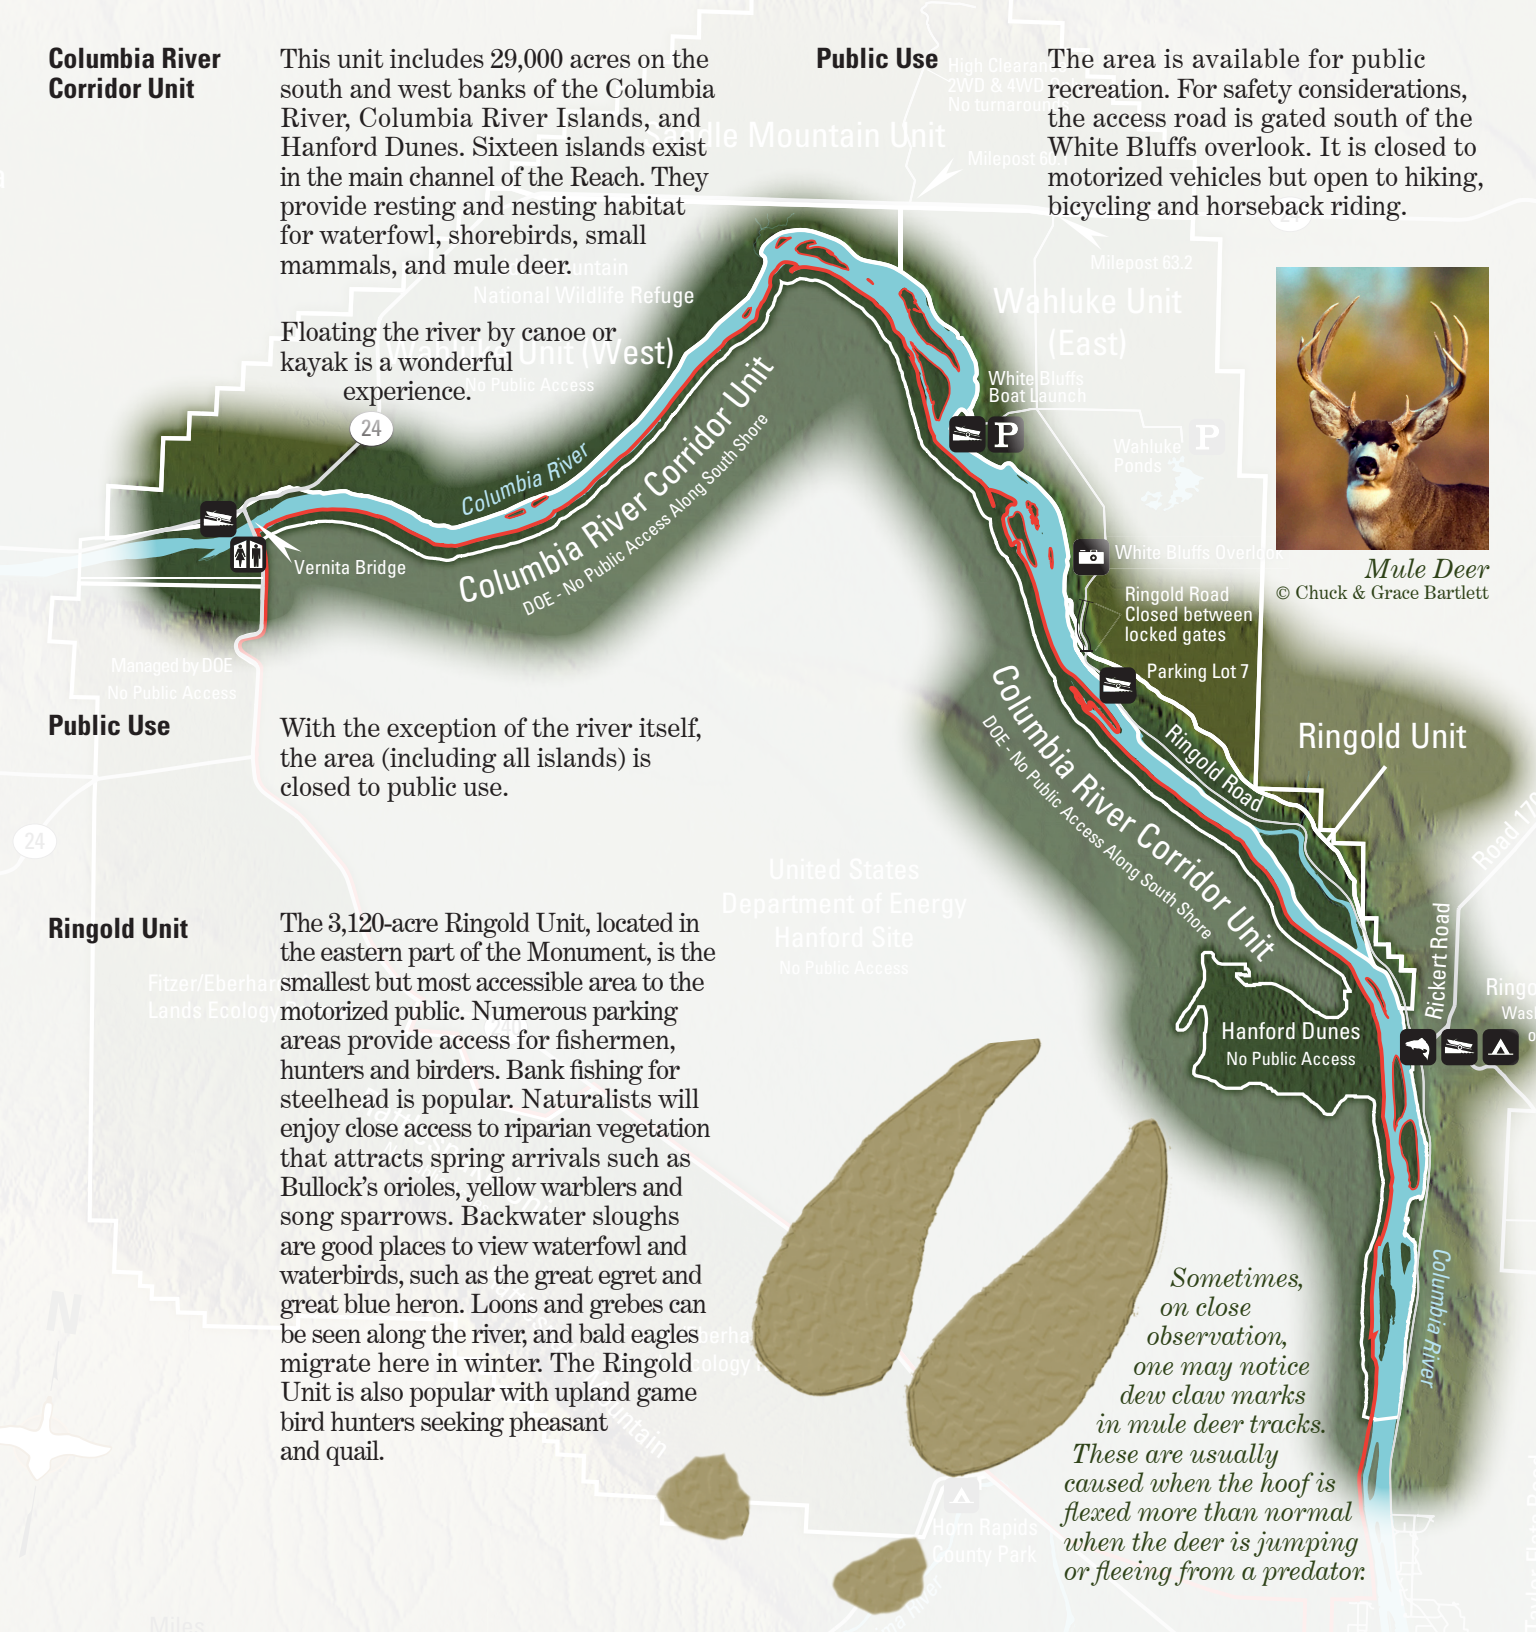 Columbia River
Corridor Unit
This unit includes 29,000 acres on the
south and west banks of the Columbia
River, Columbia River Islands, and
Hanford Dunes. Sixteen islands exist
in the main channel of the Reach. They
provide resting and nesting habitat
for waterfowl, shorebirds, small
mammals, and mule deer.
Floating the river by canoe or
kayak is a wonderful
experience.
Public Use
With the exception of the river itself,
the area (including all islands) is
closed to public use.
Ringold Unit
The 3,120-acre Ringold Unit, located in
the eastern part of the Monument, is the
smallest but most accessible area to the
motorized public. Numerous parking
areas provide access for fishermen,
hunters and birders. Bank fishing for
steelhead is popular. Naturalists will
enjoy close access to riparian vegetation
that attracts spring arrivals such as
Bullock's orioles, yellow warblers and
song sparrows. Backwater sloughs
are good places to view waterfowl and
waterbirds, such as the great egret and
great blue heron. Loons and grebes can
be seen along the river, and bald eagles
migrate here in winter. The Ringold
Unit is also popular with upland game
bird hunters seeking pheasant
and quail.
Public Use
The area is available for public
recreation. For safety considerations,
the access road is gated south of the
White Bluffs overlook. It is closed to
motorized vehicles but open to hiking,
bicycling and horseback riding.
Mule Deer
© Chuck & Grace Bartlett
Sometimes,
on close
observation,
one may notice
dew claw marks
in mule deer tracks.
These are usually
caused when the hoof is
flexed more than normal
when the deer is jumping
or fleeing from a predator.
High Clearance
2WD & 4WD
No turnarounds
Saddle Mountain Unit
Milepost 60.1
24
Milepost 63.2
National Wildlife Refuge
Wahluke Unit (West)
No Public Access
Wahluke Unit
(East)
White Bluffs
Boat Launch
P
Wahluke
Ponds
P
24
Columbia River
Columbia River Corridor Unit
DOE - No Public Access Along South Shore
Vernita Bridge
White Bluffs Overlook
Ringold Road
Closed between
locked gates
Parking Lot 7
Managed by DOE
No Public Access
Ringold Road
Ringold Unit
Columbia River Corridor Unit
DOE - No Public Access Along South Shore
24
Road 170
United States
Department of Energy
Hanford Site
No Public Access
Rickert Road
Lands Ecology
240
Hanford Dunes
No Public Access
Columbia River
N
Mountain
Horn Rapids
County Park
Miles